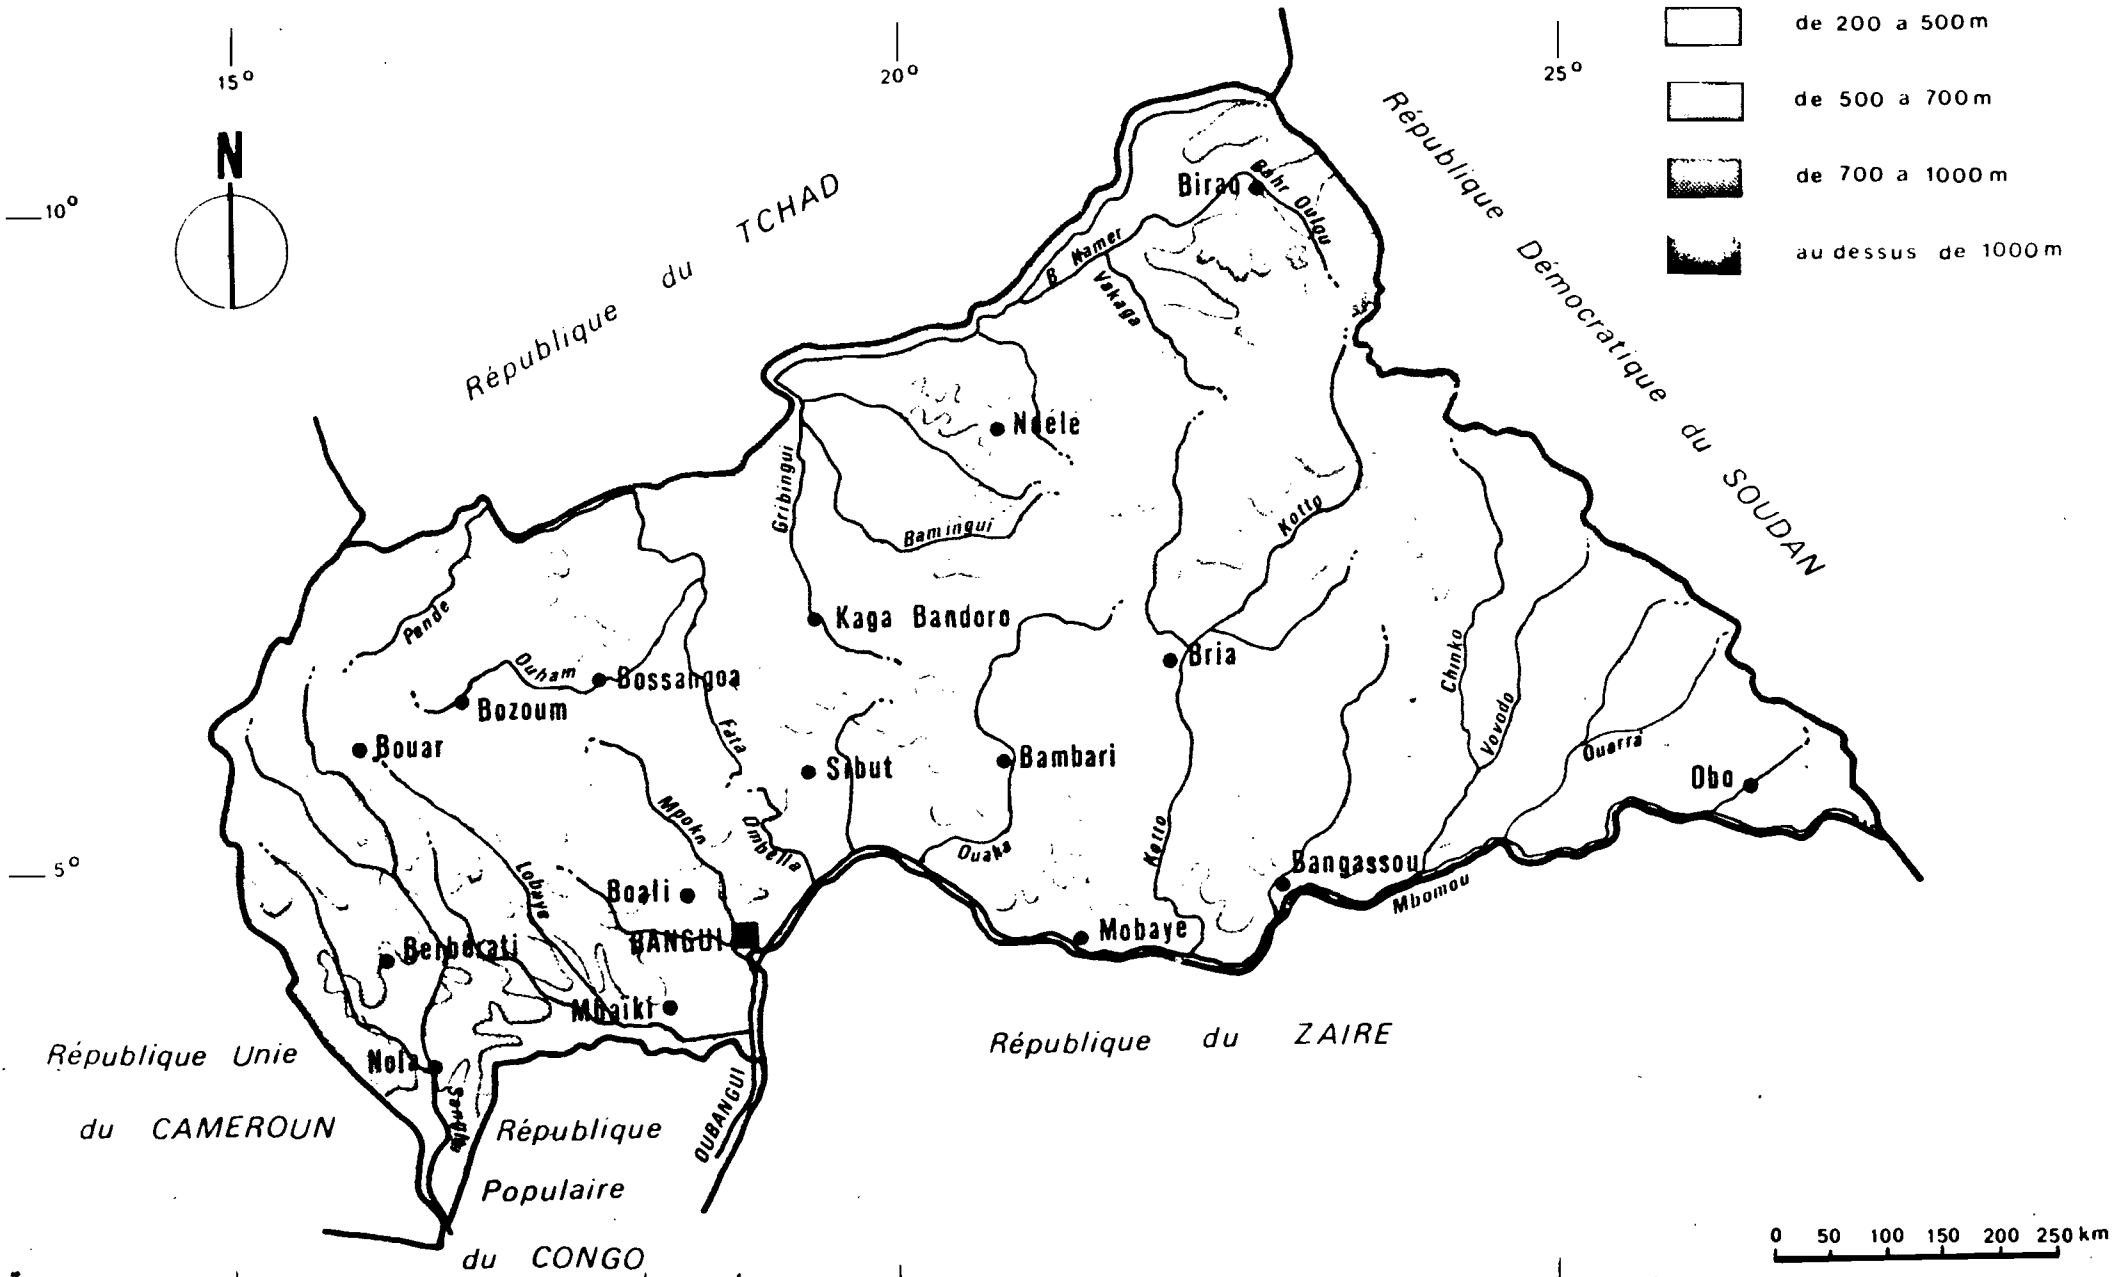 de 200 a 500m
15°
20°
25°
de 500 a 700m
N
République du TCHAD
République Démocratique du SOUDAN
de 700 a 1000m
Birao
Bahr Oulou
10°
au dessus de 1000m
B Namer
Vakaga
Ndélé
Gribingui
Bamingui
Kotto
Pende
Kaga Bandoro
Ouham
Bossangoa
Bria
Chinko
Bozoum
Vovodo
Bouar
Fata
Sibut
Bambari
Ouarra
Obo
Mpoko
Ombella
Kotto
Ouaka
5°
Lobaye
Boali
Bangassou
Mbomou
BANGUI
Mobaye
Berbérati
Mbaïki
République du ZAIRE
République Unie
du CAMEROUN
Nola
Sangha
OUBANGUI
République
Populaire
du CONGO
0 50 100 150 200 250 km